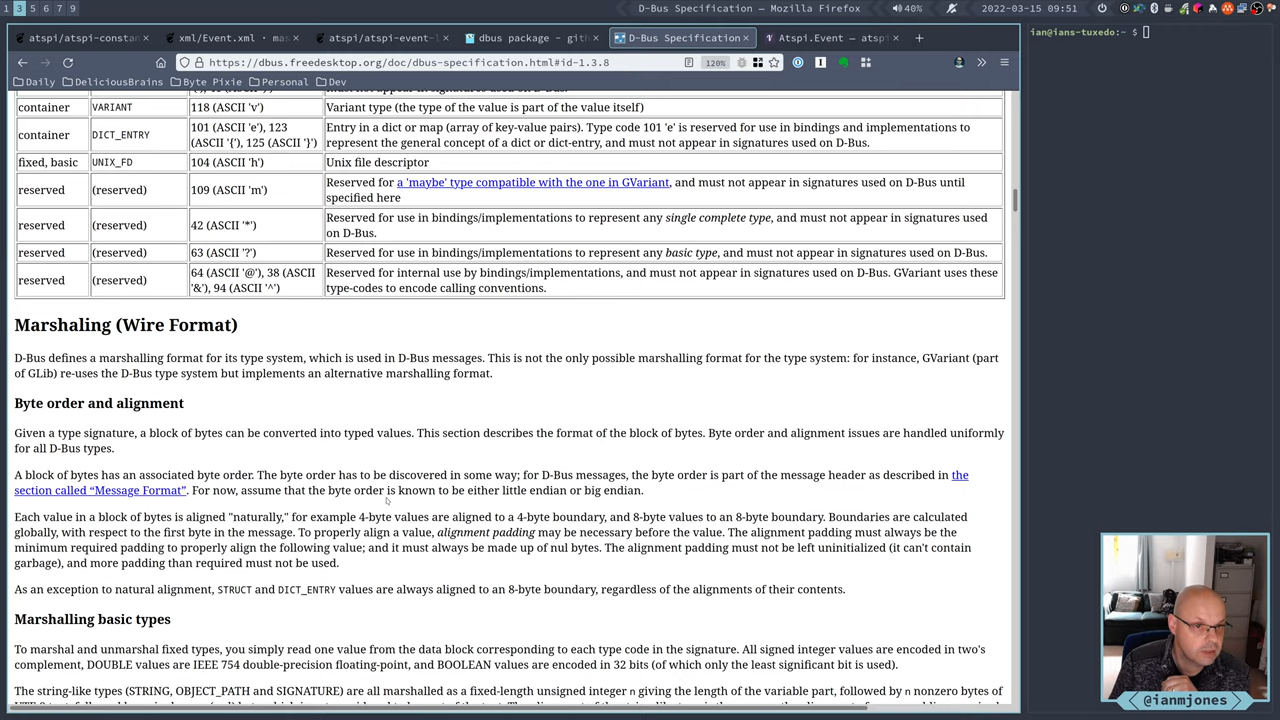 1 3 5 6 7 9
D-Bus Specification — Mozilla Firefox
40%
2022-03-15 09:51
atspi/atspi-constan
xml/Event.xml · mas
atspi/atspi-event-l
dbus package - gith
D-Bus Specification
Atspi.Event – atspi
ian@ians-tuxedo:~ $
https://dbus.freedesktop.org/doc/dbus-specification.html#id-1.3.8
120%
Daily DeliciousBrains Byte Pixie Personal Dev
container VARIANT 118 (ASCII 'v') Variant type (the type of the value is part of the value itself)
container DICT_ENTRY 101 (ASCII 'e'), 123 (ASCII '{'), 125 (ASCII '}') Entry in a dict or map (array of key-value pairs). Type code 101 'e' is reserved for use in bindings and implementations to
represent the general concept of a dict or dict-entry, and must not appear in signatures used on D-Bus.
fixed, basic UNIX_FD 104 (ASCII 'h') Unix file descriptor
reserved (reserved) 109 (ASCII 'm') Reserved for a 'maybe' type compatible with the one in GVariant, and must not appear in signatures used on D-Bus until
specified here
reserved (reserved) 42 (ASCII '*') Reserved for use in bindings/implementations to represent any single complete type, and must not appear in signatures used
on D-Bus.
reserved (reserved) 63 (ASCII '?') Reserved for use in bindings/implementations to represent any basic type, and must not appear in signatures used on D-Bus.
reserved (reserved) 64 (ASCII '@'), 38 (ASCII '&'), 94 (ASCII '^') Reserved for internal use by bindings/implementations, and must not appear in signatures used on D-Bus. GVariant uses these
type-codes to encode calling conventions.
Marshaling (Wire Format)
D-Bus defines a marshalling format for its type system, which is used in D-Bus messages. This is not the only possible marshalling format for the type system: for instance, GVariant (part
of GLib) re-uses the D-Bus type system but implements an alternative marshalling format.
Byte order and alignment
Given a type signature, a block of bytes can be converted into typed values. This section describes the format of the block of bytes. Byte order and alignment issues are handled uniformly
for all D-Bus types.
A block of bytes has an associated byte order. The byte order has to be discovered in some way; for D-Bus messages, the byte order is part of the message header as described in the
section called “Message Format”. For now, assume that the byte order is known to be either little endian or big endian.
Each value in a block of bytes is aligned "naturally," for example 4-byte values are aligned to a 4-byte boundary, and 8-byte values to an 8-byte boundary. Boundaries are calculated
globally, with respect to the first byte in the message. To properly align a value, alignment padding may be necessary before the value. The alignment padding must always be the
minimum required padding to properly align the following value; and it must always be made up of nul bytes. The alignment padding must not be left uninitialized (it can't contain
garbage), and more padding than required must not be used.
As an exception to natural alignment, STRUCT and DICT_ENTRY values are always aligned to an 8-byte boundary, regardless of the alignments of their contents.
Marshalling basic types
To marshal and unmarshal fixed types, you simply read one value from the data block corresponding to each type code in the signature. All signed integer values are encoded in two's
complement, DOUBLE values are IEEE 754 double-precision floating-point, and BOOLEAN values are encoded in 32 bits (of which only the least significant bit is used).
The string-like types (STRING, OBJECT_PATH and SIGNATURE) are all marshalled as a fixed-length unsigned integer n giving the length of the variable part, followed by n nonzero bytes of
@ianmjones